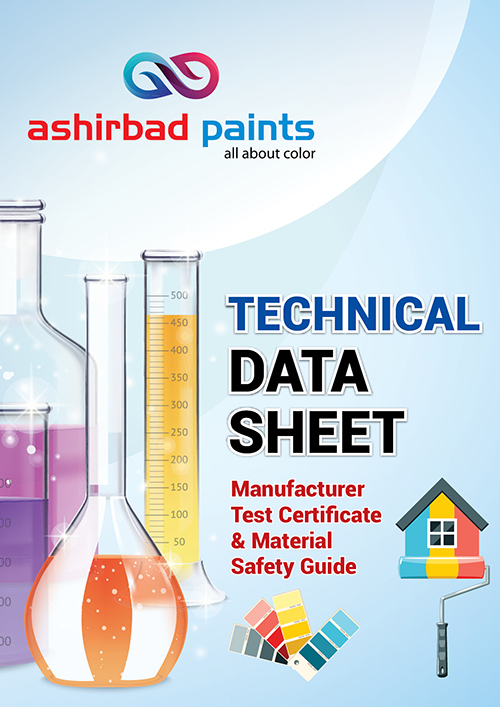 ashirbad paints
all about color
TECHNICAL
DATA
SHEET
Manufacturer
Test Certificate
& Material
Safety Guide
500
450
400
350
300
250
200
150
100
50